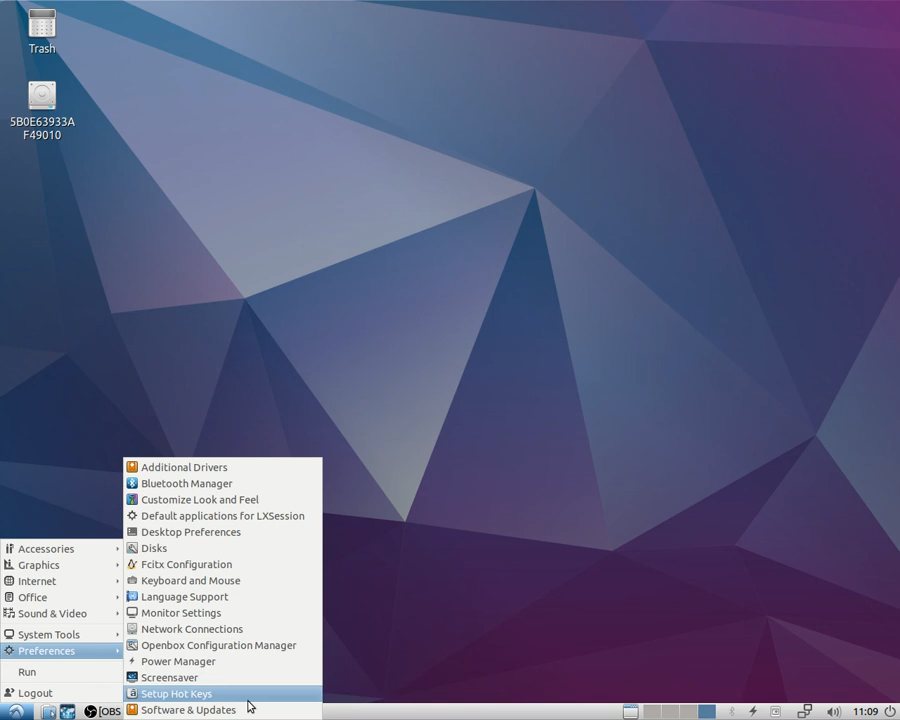 Trash
5B0E63933A
F49010
Additional Drivers
Bluetooth Manager
Customize Look and Feel
Default applications for LXSession
Desktop Preferences
Disks
Fcitx Configuration
Keyboard and Mouse
Language Support
Monitor Settings
Network Connections
Openbox Configuration Manager
Power Manager
Screensaver
Setup Hot Keys
Software & Updates
Accessories
Graphics
Internet
Office
Sound & Video
System Tools
Preferences
Run
Logout
[OBS
11:09